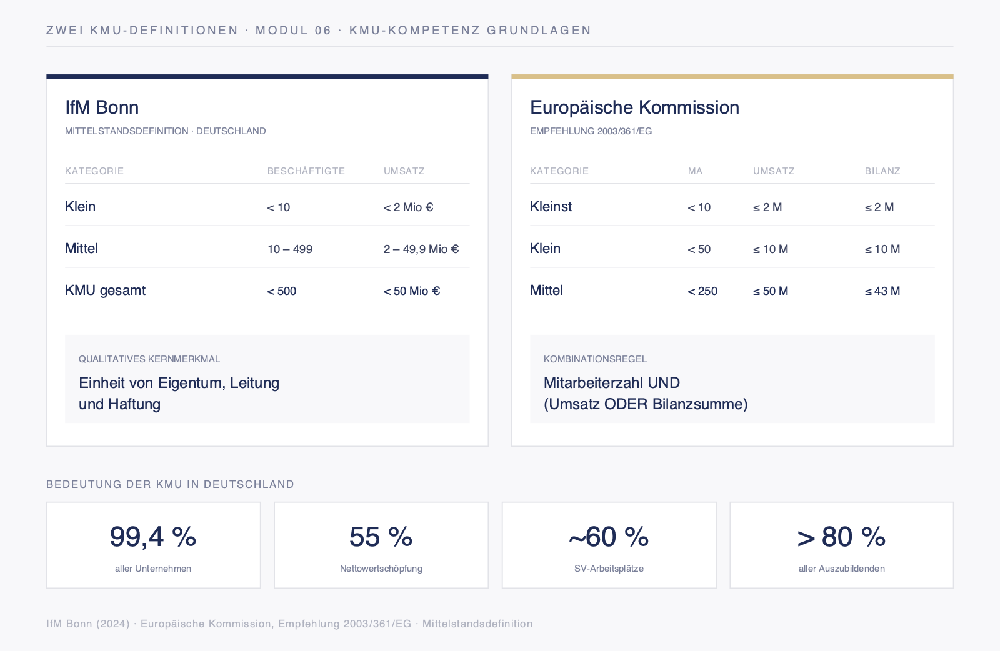 ZWEI KMU-DEFINITIONEN · MODUL 06 · KMU-KOMPETENZ GRUNDLAGEN
IfM Bonn
MITTELSTANDSDEFINITION · DEUTSCHLAND
KATEGORIE BESCHÄFTIGTE UMSATZ
Klein < 10 < 2 Mio €
Mittel 10 – 499 2 – 49,9 Mio €
KMU gesamt < 500 < 50 Mio €
QUALITATIVES KERNMERKMAL
Einheit von Eigentum, Leitung
und Haftung
Europäische Kommission
EMPFEHLUNG 2003/361/EG
KATEGORIE MA UMSATZ BILANZ
Kleinst < 10 ≤ 2 M ≤ 2 M
Klein < 50 ≤ 10 M ≤ 10 M
Mittel < 250 ≤ 50 M ≤ 43 M
KOMBINATIONSREGEL
Mitarbeiterzahl UND
(Umsatz ODER Bilanzsumme)
BEDEUTUNG DER KMU IN DEUTSCHLAND
99,4 %
aller Unternehmen
55 %
Nettowertschöpfung
~60 %
SV-Arbeitsplätze
> 80 %
aller Auszubildenden
IfM Bonn (2024) · Europäische Kommission, Empfehlung 2003/361/EG · Mittelstandsdefinition